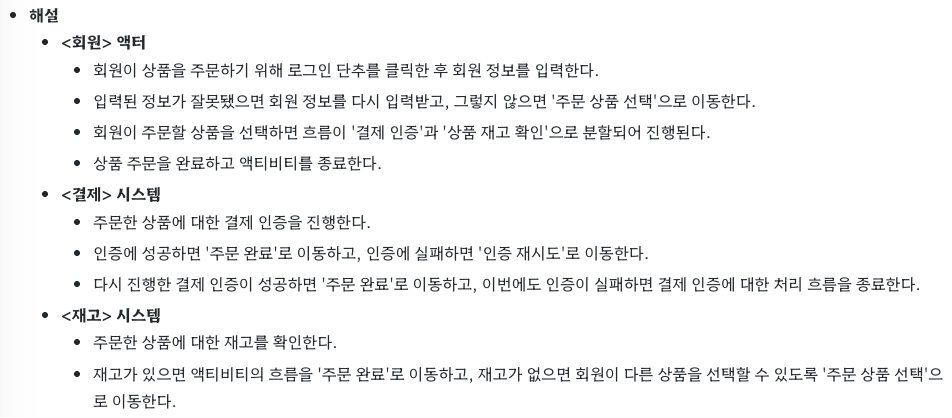 해설
<회원> 액터
회원이 상품을 주문하기 위해 로그인 단추를 클릭한 후 회원 정보를 입력한다.
입력된 정보가 잘못됐으면 회원 정보를 다시 입력받고, 그렇지 않으면 '주문 상품 선택'으로 이동한다.
회원이 주문할 상품을 선택하면 흐름이 '결제 인증'과 '상품 재고 확인'으로 분할되어 진행된다.
상품 주문을 완료하고 액티비티를 종료한다.
<결제> 시스템
주문한 상품에 대한 결제 인증을 진행한다.
인증에 성공하면 '주문 완료'로 이동하고, 인증에 실패하면 '인증 재시도'로 이동한다.
다시 진행한 결제 인증이 성공하면 '주문 완료'로 이동하고, 이번에도 인증이 실패하면 결제 인증에 대한 처리 흐름을 종료한다.
<재고> 시스템
주문한 상품에 대한 재고를 확인한다.
재고가 있으면 액티비티의 흐름을 '주문 완료'로 이동하고, 재고가 없으면 회원이 다른 상품을 선택할 수 있도록 '주문 상품 선택'으
로 이동한다.